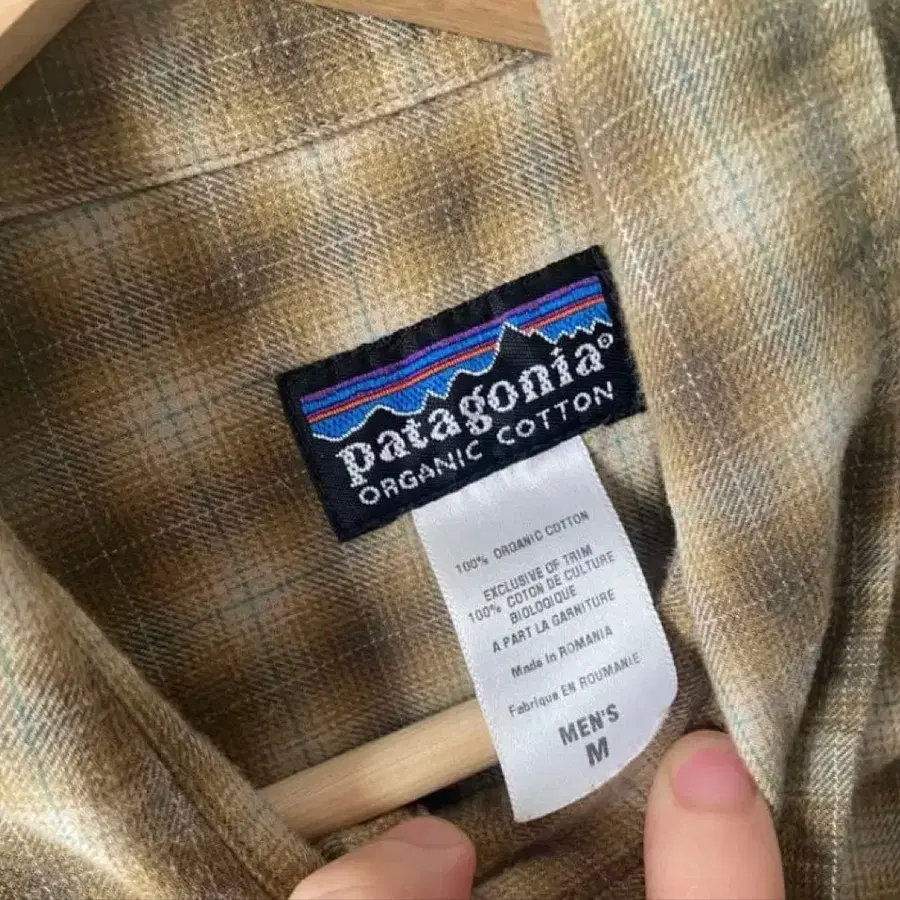 patagonia®
ORGANIC COTTON
100% ORGANIC COTTON
EXCLUSIVE OF TRIM
100% COTON DE CULTURE
BIOLOGIQUE
A PART LA GARNITURE
Made In ROMANIA
Fabrique EN ROUMANIE
MEN'S
M